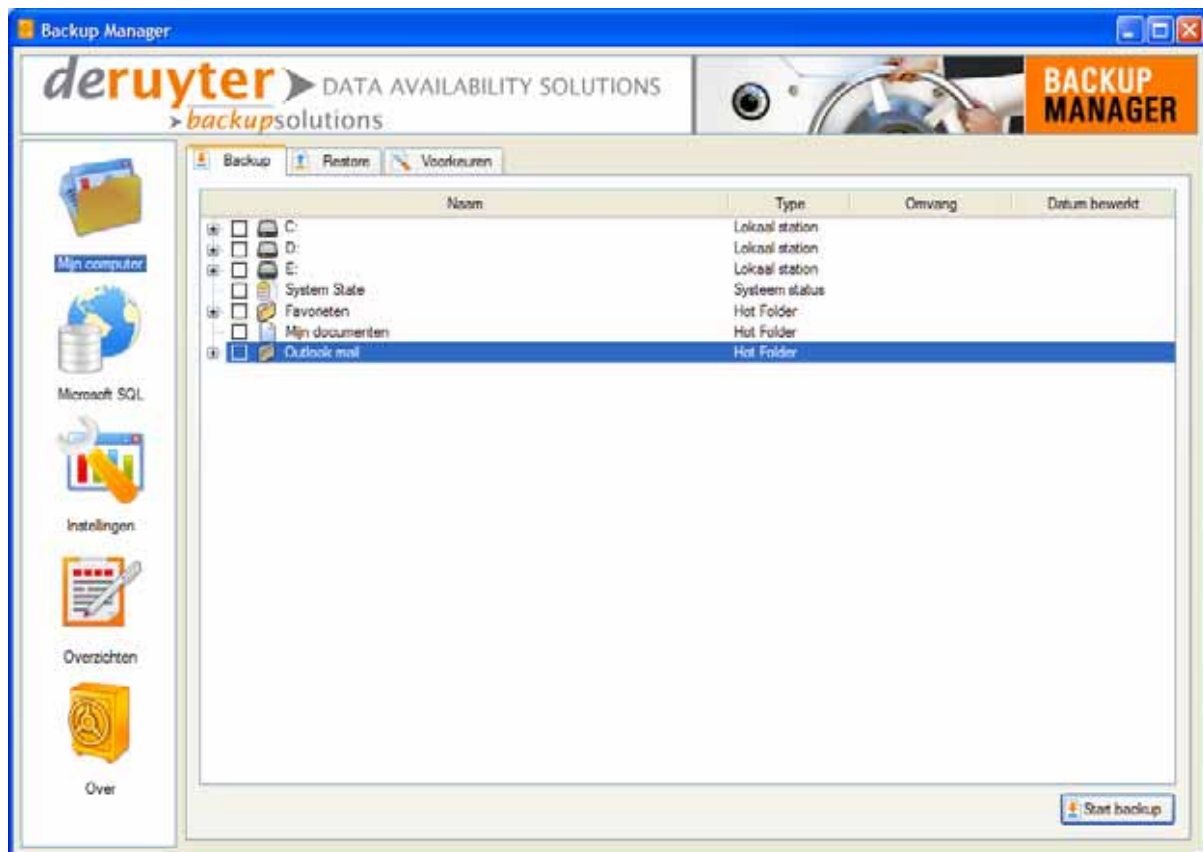 Backup Manager
deruyter DATA AVAILABILITY SOLUTIONS
backupsolutions
BACKUP
MANAGER
Backup Restore Voorkeuren
Naam Type Omvang Datum bewerkt
C: Lokaal station
D: Lokaal station
E: Lokaal station
System State Systeem status
Favorieten Hot Folder
Mijn documenten Hot Folder
Outlook mail Hot Folder
Mijn computer
Microsoft SQL
Instellingen
Overzichten
Over
Start backup